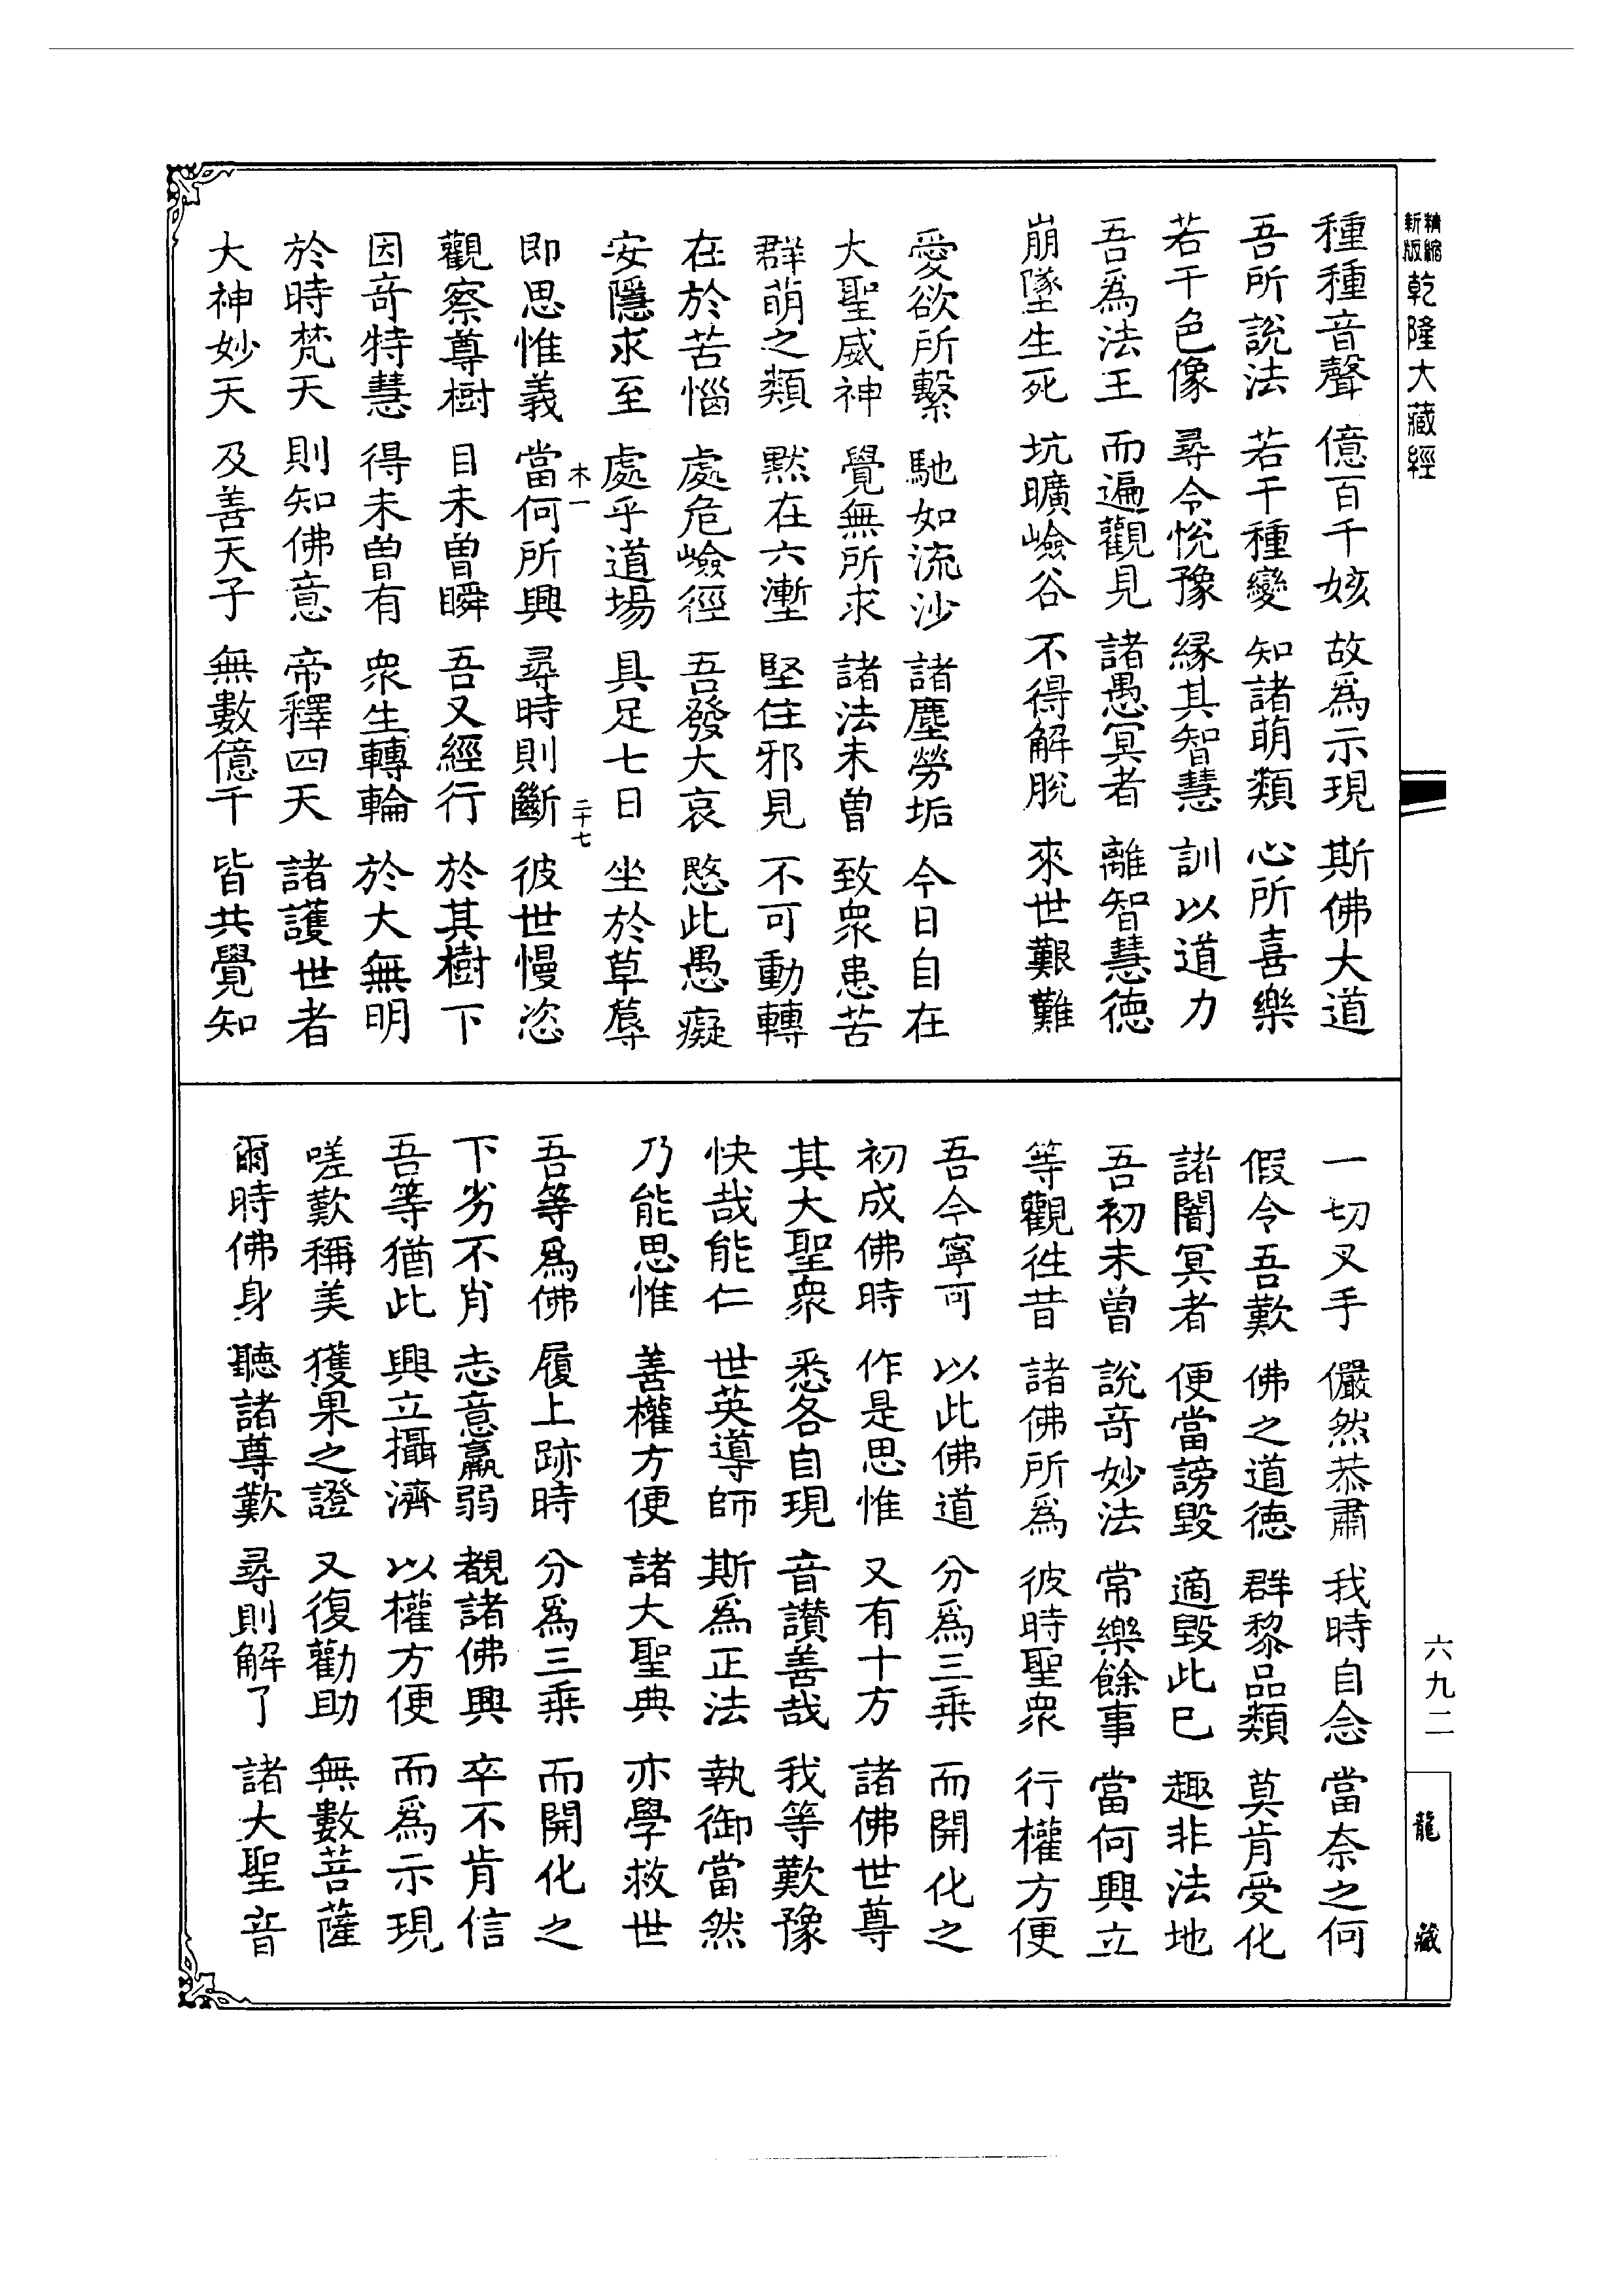 精縮新版 乾隆大藏經
種種音聲 億百千姟 故爲示現 斯佛大道
吾所說法 若干種變 知諸萌類 心所喜樂
若干色像 尋令悅豫 緣其智慧 訓以道力
吾爲法王 而遍觀見 諸愚冥者 離智慧德
崩墜生死 坑曠嶮谷 不得解脫 來世艱難
愛欲所繫 馳如流沙 諸塵勞垢 今日自在
大聖威神 覺無所求 諸法未曾 致衆患苦
群萌之類 默在六塹 堅住邪見 不可動轉
在於苦惱 處危嶮徑 吾發大哀 愍此愚癡
安隱求至 處乎道場 具足七日 坐於草蓐
木一 二十七
即思惟義 當何所興 尋時則斷 彼世慢恣
觀察尊樹 目未曾瞬 吾又經行 於其樹下
因奇特慧 得未曾有 衆生轉輪 於大無明
於時梵天 則知佛意 帝釋四天 諸護世者
大神妙天 及善天子 無數億千 皆共覺知
一切叉手 儼然恭肅 我時自念 當奈之何
假令吾歎 佛之道德 群黎品類 莫肯受化
諸闇冥者 便當謗毀 適毀此已 趣非法地
吾初未曾 說奇妙法 常樂餘事 當何興立
等觀往昔 諸佛所爲 彼時聖衆 行權方便
吾今寧可 以此佛道 分爲三乘 而開化之
初成佛時 作是思惟 又有十方 諸佛世尊
其大聖衆 悉各自現 音讚善哉 我等歎豫
快哉能仁 世英導師 斯爲正法 執御當然
乃能思惟 善權方便 諸大聖典 亦學救世
吾等爲佛 履上跡時 分爲三乘 而開化之
下劣不肖 志意羸弱 覩諸佛興 卒不肯信
吾等猶此 興立攝濟 以權方便 而爲示現
嗟歎稱美 獲果之證 又復勸助 無數菩薩
爾時佛身 聽諸尊歎 尋則解了 諸大聖音
六九二
龍藏